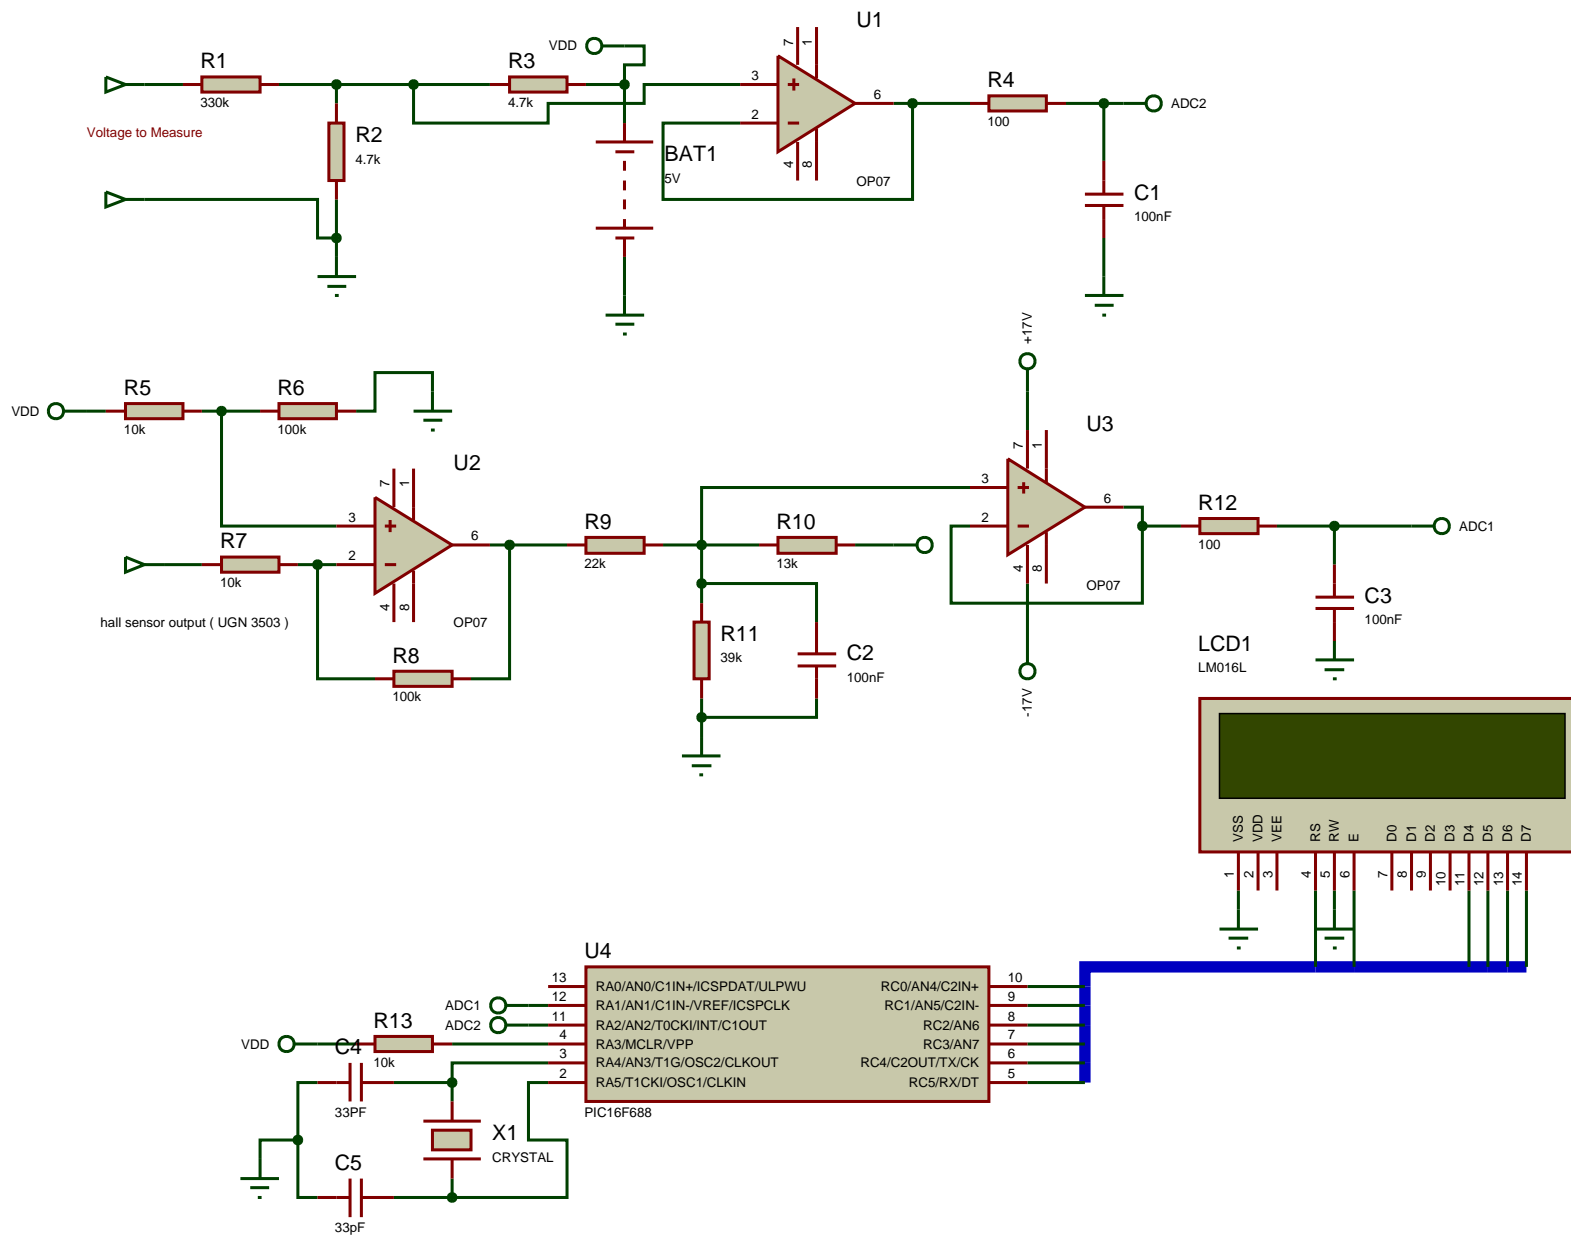 U1
R1
330k
Voltage to Measure
R2
4.7k
R3
4.7k
VDD
BAT1
5V
3
2
7
1
4
8
6
OP07
R4
100
ADC2
C1
100nF
VDD
R5
10k
R6
100k
U2
3
2
7
1
4
8
6
OP07
R7
10k
hall sensor output ( UGN 3503 )
R8
100k
R9
22k
R10
13k
R11
39k
C2
100nF
+17V
U3
3
2
7
1
4
8
6
OP07
-17V
R12
100
ADC1
C3
100nF
LCD1
LM016L
VSS
VDD
VEE
RS
RW
E
D0
D1
D2
D3
D4
D5
D6
D7
1
2
3
4
5
6
7
8
9
10
11
12
13
14
U4
13 RA0/AN0/C1IN+/ICSPDAT/ULPWU RC0/AN4/C2IN+ 10
ADC1 12 RA1/AN1/C1IN-/VREF/ICSPCLK RC1/AN5/C2IN- 9
ADC2 11 RA2/AN2/T0CKI/INT/C1OUT RC2/AN6 8
4 RA3/MCLR/VPP RC3/AN7 7
3 RA4/AN3/T1G/OSC2/CLKOUT RC4/C2OUT/TX/CK 6
2 RA5/T1CKI/OSC1/CLKIN RC5/RX/DT 5
PIC16F688
VDD
R13
10k
C4
33PF
X1
CRYSTAL
C5
33pF